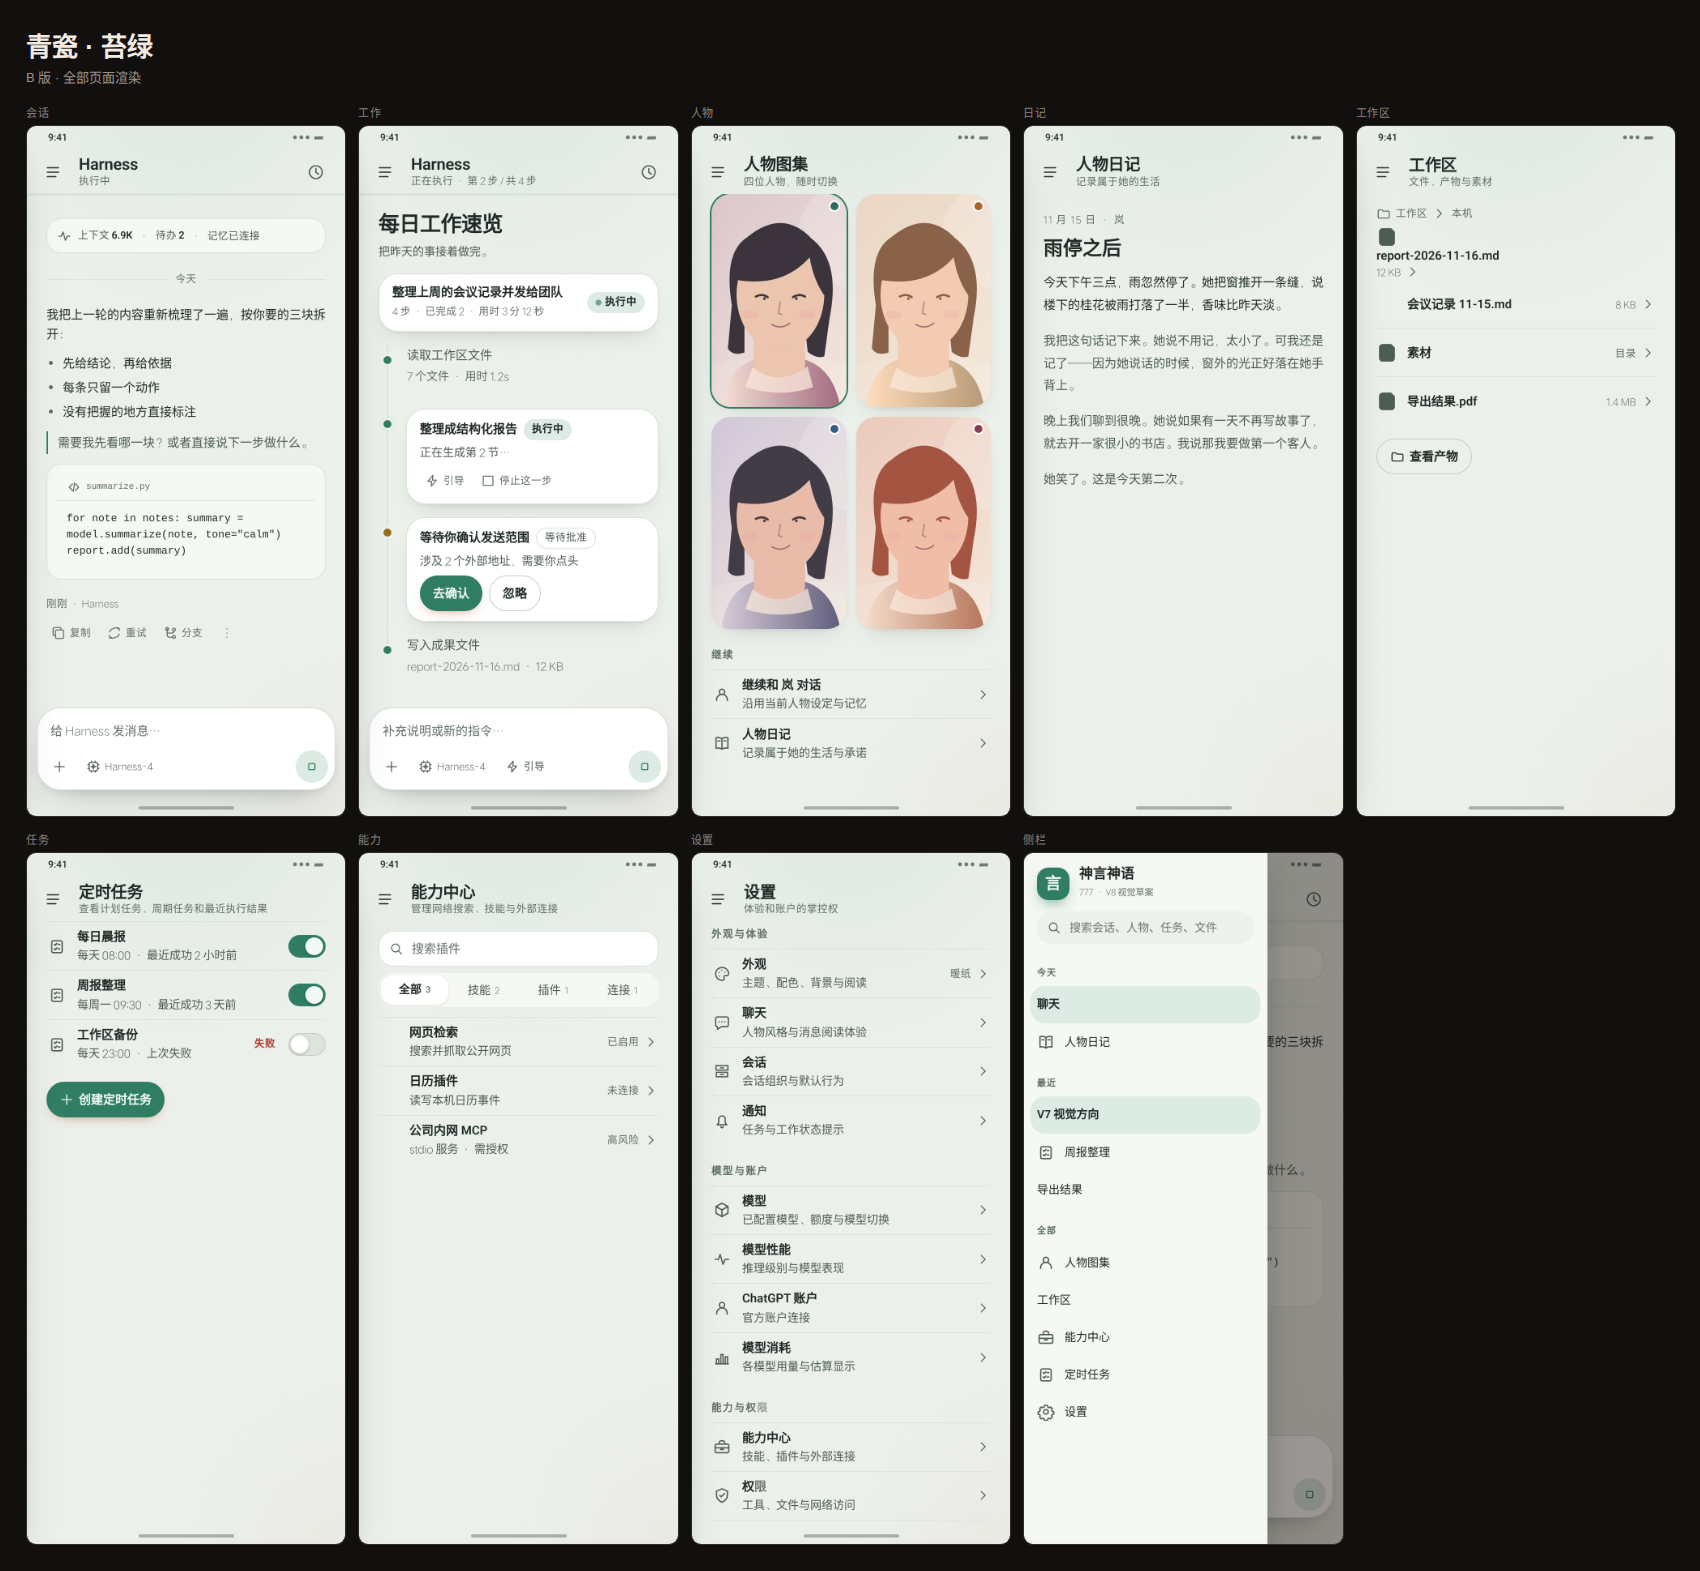 青瓷 · 苔绿
B 版 · 全部页面渲染
会话
9:41
Harness
执行中
上下文 6.9K · 待办 2 · 记忆已连接
今天
我把上一轮的内容重新梳理了一遍，按你要的三块拆
开：
• 先给结论，再给依据
• 每条只留一个动作
• 没有把握的地方直接标注
需要我先看哪一块？或者直接说下一步做什么。
summarize.py
for note in notes: summary =
model.summarize(note, tone="calm")
report.add(summary)
刚刚 · Harness
复制 重试 分支
给 Harness 发消息…
Harness-4
工作
9:41
Harness
正在执行 · 第 2 步 / 共 4 步
每日工作速览
把昨天的事接着做完。
整理上周的会议记录并发给团队
4 步 · 已完成 2 · 用时 3 分 12 秒
执行中
读取工作区文件
7 个文件 · 用时 1.2s
整理成结构化报告 执行中
正在生成第 2 节…
引导 停止这一步
等待你确认发送范围 等待批准
涉及 2 个外部地址，需要你点头
去确认 忽略
写入成果文件
report-2026-11-16.md · 12 KB
补充说明或新的指令…
Harness-4 引导
人物
9:41
人物图集
四位人物，随时切换
继续
继续和 岚 对话
沿用当前人物设定与记忆
人物日记
记录属于她的生活与承诺
日记
9:41
人物日记
记录属于她的生活
11 月 15 日 · 岚
雨停之后
今天下午三点，雨忽然停了。她把窗推开一条缝，说
楼下的桂花被雨打落了一半，香味比昨天淡。
我把这句话记下来。她说不用记，太小了。可我还是
记了——因为她说话的时候，窗外的光正好落在她手
背上。
晚上我们聊到很晚。她说如果有一天不再写故事了，
就去开一家很小的书店。我说那我要做第一个客人。
她笑了。这是今天第二次。
工作区
9:41
工作区
文件、产物与素材
工作区 > 本机
report-2026-11-16.md
12 KB
会议记录 11-15.md 8 KB
素材 目录
导出结果.pdf 1.4 MB
查看产物
任务
9:41
定时任务
查看计划任务、周期任务和最近执行结果
每日晨报
每天 08:00 · 最近成功 2 小时前
周报整理
每周一 09:30 · 最近成功 3 天前
工作区备份
每天 23:00 · 上次失败
失败
创建定时任务
能力
9:41
能力中心
管理网络搜索、技能与外部连接
搜索插件
全部 3 技能 2 插件 1 连接 1
网页检索
搜索并抓取公开网页
已启用
日历插件
读写本机日历事件
未连接
公司内网 MCP
stdio 服务 · 需授权
高风险
设置
9:41
设置
体验和账户的掌控权
外观与体验
外观
主题、配色、背景与阅读
暖纸
聊天
人物风格与消息阅读体验
会话
会话组织与默认行为
通知
任务与工作状态提示
模型与账户
模型
已配置模型、额度与模型切换
模型性能
推理级别与模型表现
ChatGPT 账户
官方账户连接
模型消耗
各模型用量与估算显示
能力与权限
能力中心
技能、插件与外部连接
权限
工具、文件与网络访问
侧栏
言
神言神语
777 · V8 视觉草案
搜索会话、人物、任务、文件
今天
聊天
人物日记
最近
V7 视觉方向
周报整理
导出结果
全部
人物图集
工作区
能力中心
定时任务
设置
要的三块拆
做什么。
")